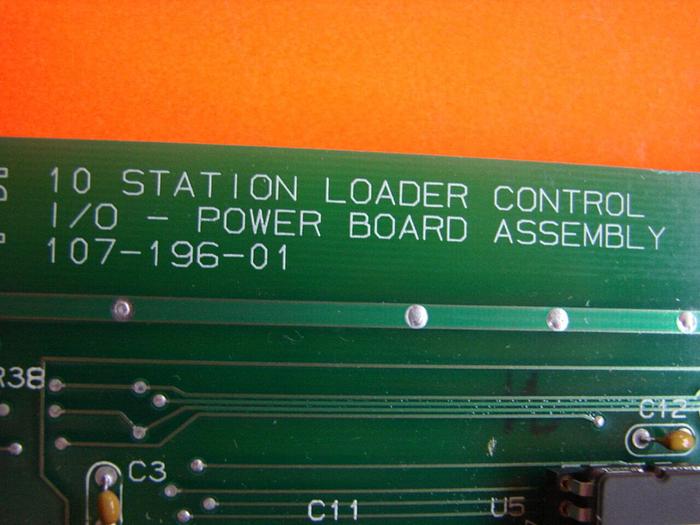 10 STATION LOADER CONTROL
I/O - POWER BOARD ASSEMBLY
107-196-01
R38
C12
C3
C11
U5